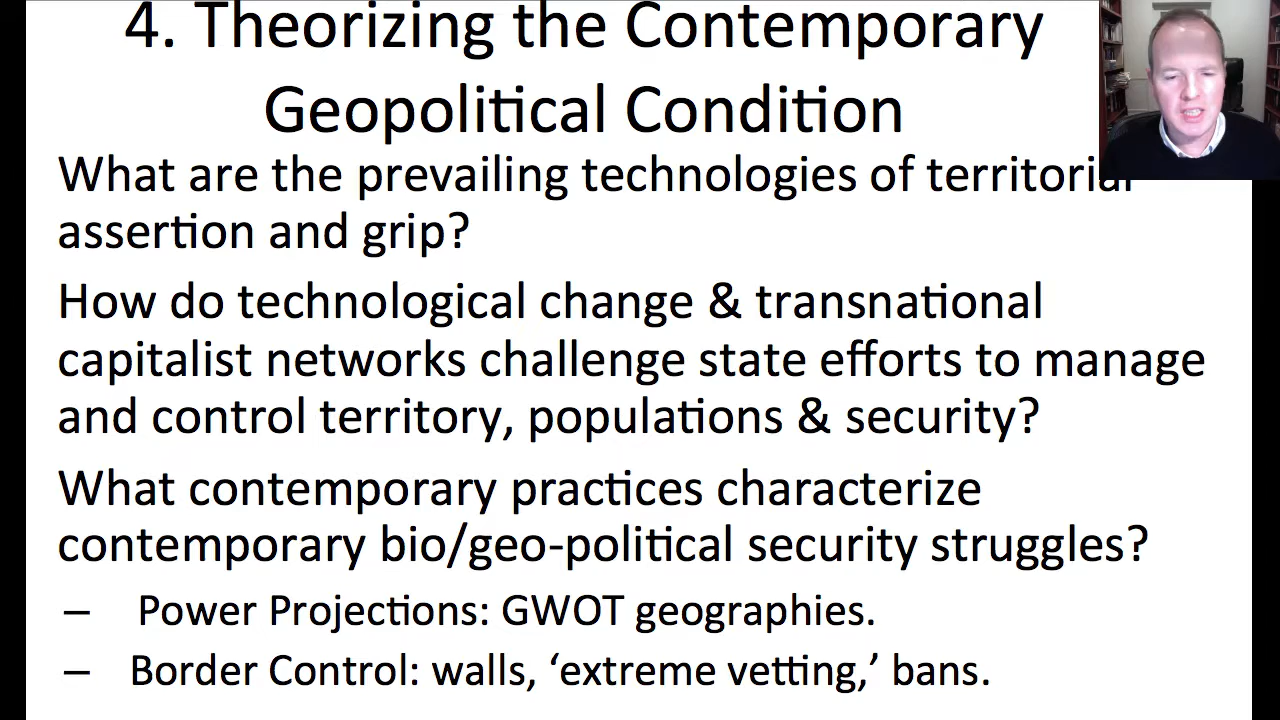 4. Theorizing the Contemporary
Geopolitical Condition
What are the prevailing technologies of territorial
assertion and grip?
How do technological change & transnational
capitalist networks challenge state efforts to manage
and control territory, populations & security?
What contemporary practices characterize
contemporary bio/geo-political security struggles?
– Power Projections: GWOT geographies.
– Border Control: walls, ‘extreme vetting,’ bans.